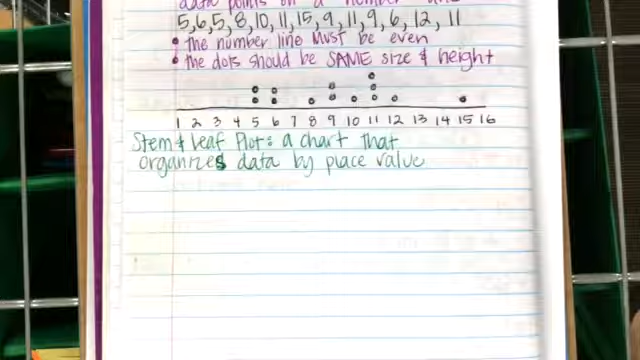 data points on a number line
5,6,5,8,10,11,15,9,11,9,6,12,11
• the number line must be even
• the dots should be SAME size & height
1 2 3 4 5 6 7 8 9 10 11 12 13 14 15 16
Stem & Leaf Plot: a chart that
organizes data by place value